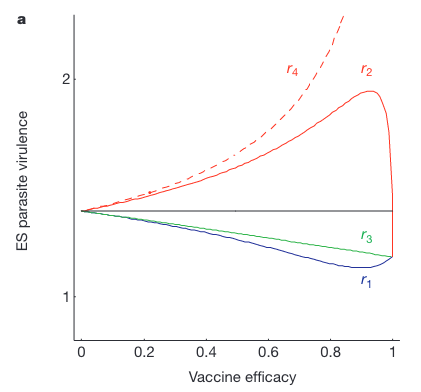 a
ES parasite virulence
2
1
r4
r2
r3
r1
0
0.2
0.4
0.6
0.8
1
Vaccine efficacy